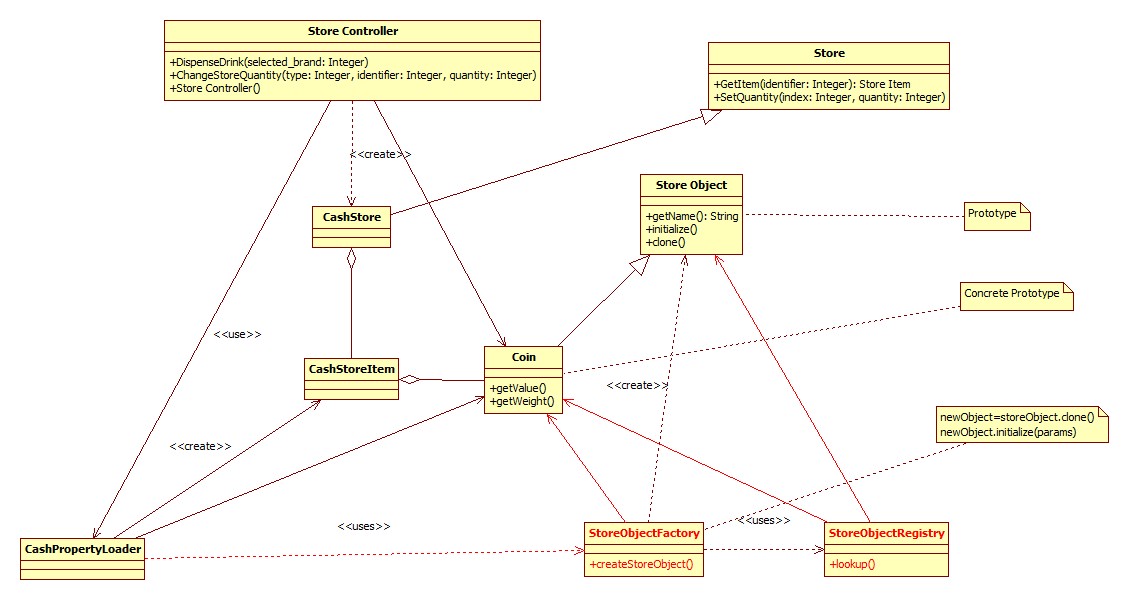 Store Controller
+DispenseDrink(selected_brand: Integer)
+ChangeStoreQuantity(type: Integer, identifier: Integer, quantity: Integer)
+Store Controller()
Store
+GetItem(identifier: Integer): Store Item
+SetQuantity(index: Integer, quantity: Integer)
<<create>>
Store Object
+getName(): String
+initialize()
+clone()
Prototype
CashStore
Concrete Prototype
<<use>>
CashStoreItem
Coin
+getValue()
+getWeight()
<<create>>
newObject=storeObject.clone()
newObject.initialize(params)
<<create>>
<<uses>>
<<uses>>
CashPropertyLoader
StoreObjectFactory
+createStoreObject()
StoreObjectRegistry
+lookup()